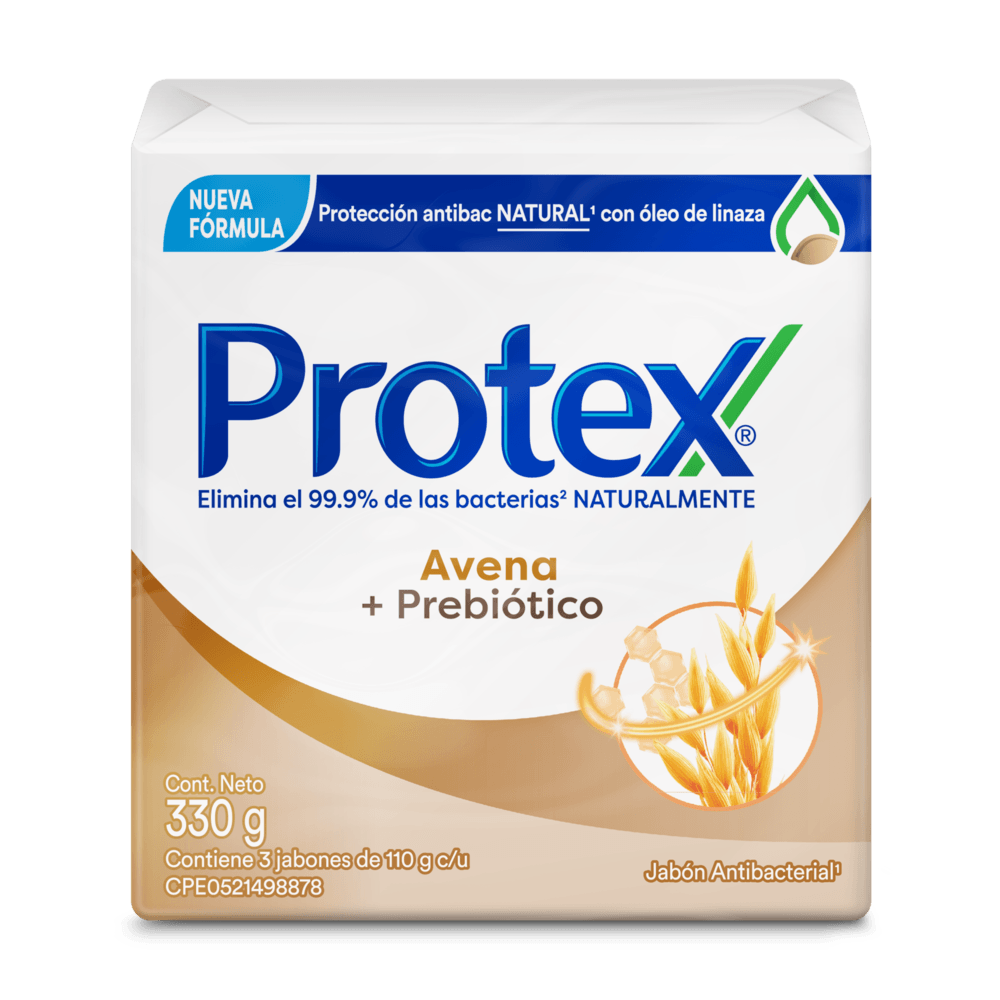 NUEVA
FÓRMULA
Protección antibac NATURAL¹ con óleo de linaza
Protex®
Elimina el 99.9% de las bacterias² NATURALMENTE
Avena
+ Prebiótico
Cont. Neto
330 g
Contiene 3 jabones de 110 g c/u
CPE0521498878
Jabón Antibacterial¹